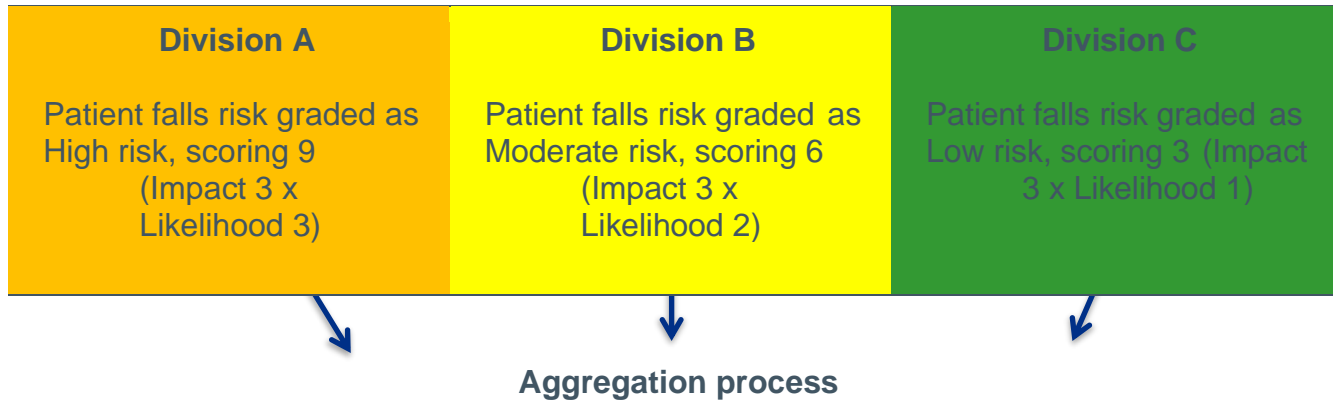 Division A
Patient falls risk graded as
High risk, scoring 9
(Impact 3 x
Likelihood 3)
Division B
Patient falls risk graded as
Moderate risk, scoring 6
(Impact 3 x
Likelihood 2)
Division C
Patient falls risk graded as
Low risk, scoring 3 (Impact
3 x Likelihood 1)
Aggregation process